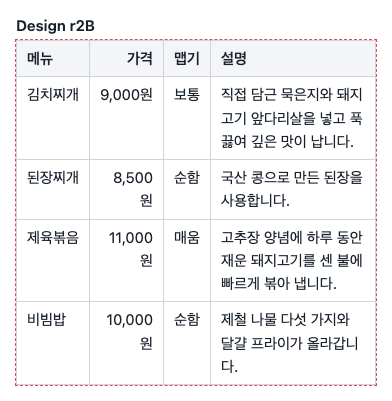 Design r2B
메뉴 가격 맵기 설명
김치찌개 9,000원 보통 직접 담근 묵은지와 돼지
고기 앞다리살을 넣고 푹
끓여 깊은 맛이 납니다.
된장찌개 8,500 순함 국산 콩으로 만든 된장을
원 사용합니다.
제육볶음 11,000 매움 고추장 양념에 하루 동안
원 재운 돼지고기를 센 불에
빠르게 볶아 냅니다.
비빔밥 10,000 순함 제철 나물 다섯 가지와
원 달걀 프라이가 올라갑니
다.